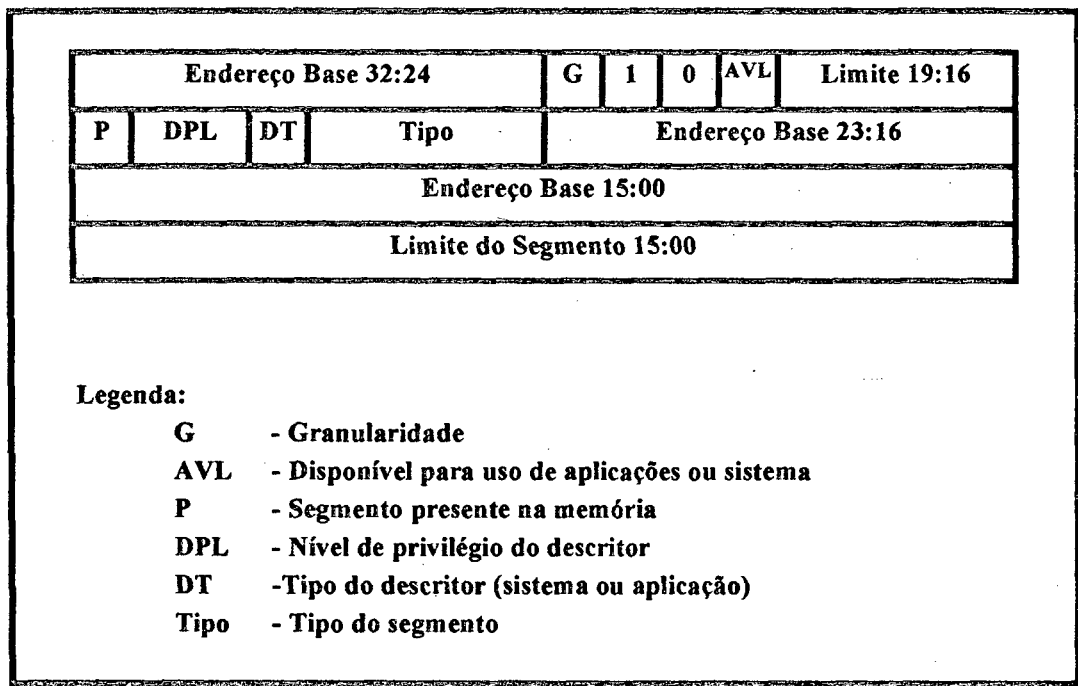 Endereço Base 32:24 G 1 0 AVL Limite 19:16
P DPL DT Tipo Endereço Base 23:16
Endereço Base 15:00
Limite do Segmento 15:00
Legenda:
G - Granularidade
AVL - Disponível para uso de aplicações ou sistema
P - Segmento presente na memória
DPL - Nível de privilégio do descritor
DT -Tipo do descritor (sistema ou aplicação)
Tipo - Tipo do segmento